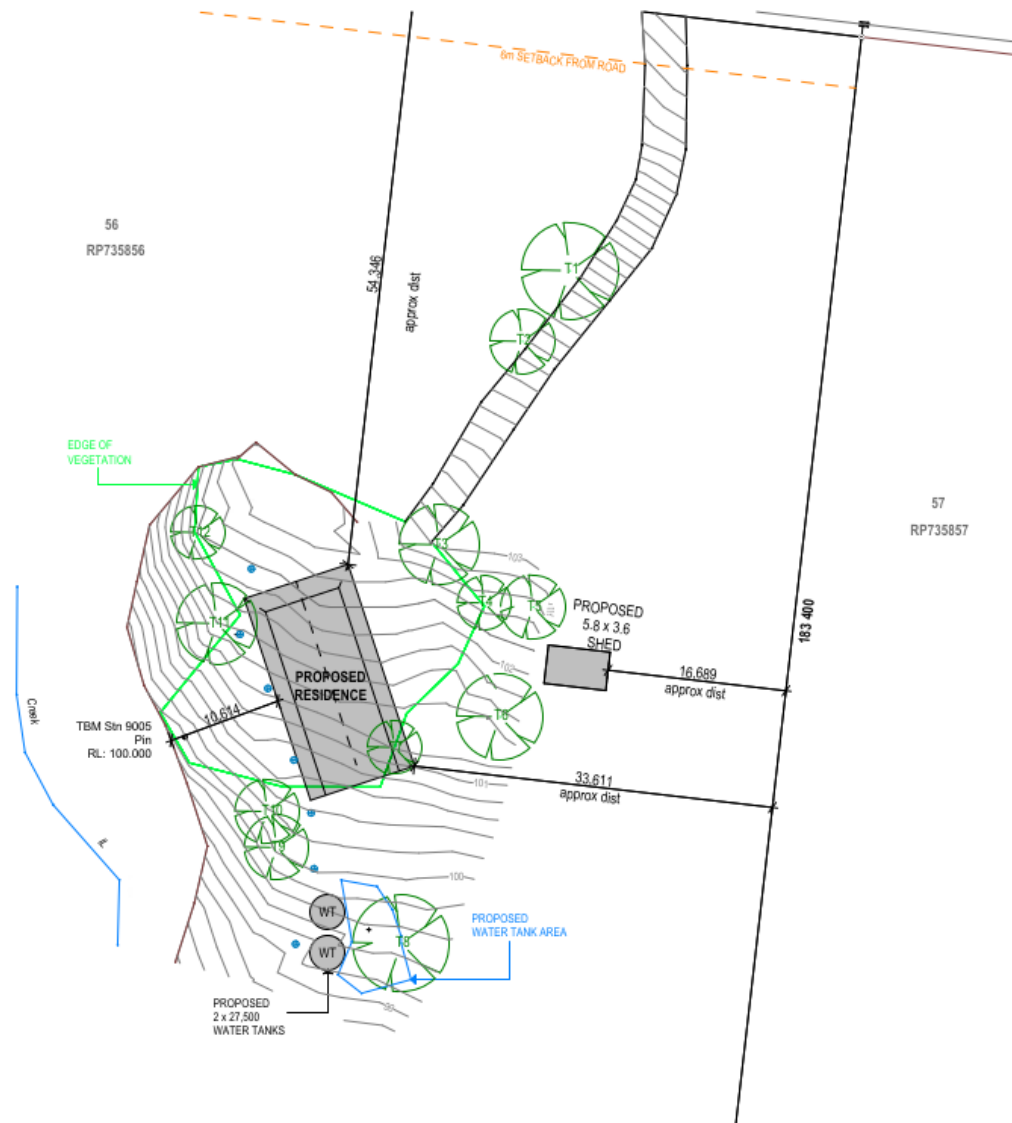 6m SETBACK FROM ROAD
56
RP735856
54.346
approx dist
T1
T2
EDGE OF
VEGETATION
57
RP735857
T3
103
T4
T5
PROPOSED
5.8 x 3.6
SHED
T11
102
16.689
approx dist
183 400
PROPOSED
RESIDENCE
T6
10.614
Creek
TBM Stn 9005
Pin
RL: 100.000
101
33.611
approx dist
T10
T9
IL
100
WT
WT
T8
PROPOSED
WATER TANK AREA
99
PROPOSED
2 x 27,500
WATER TANKS